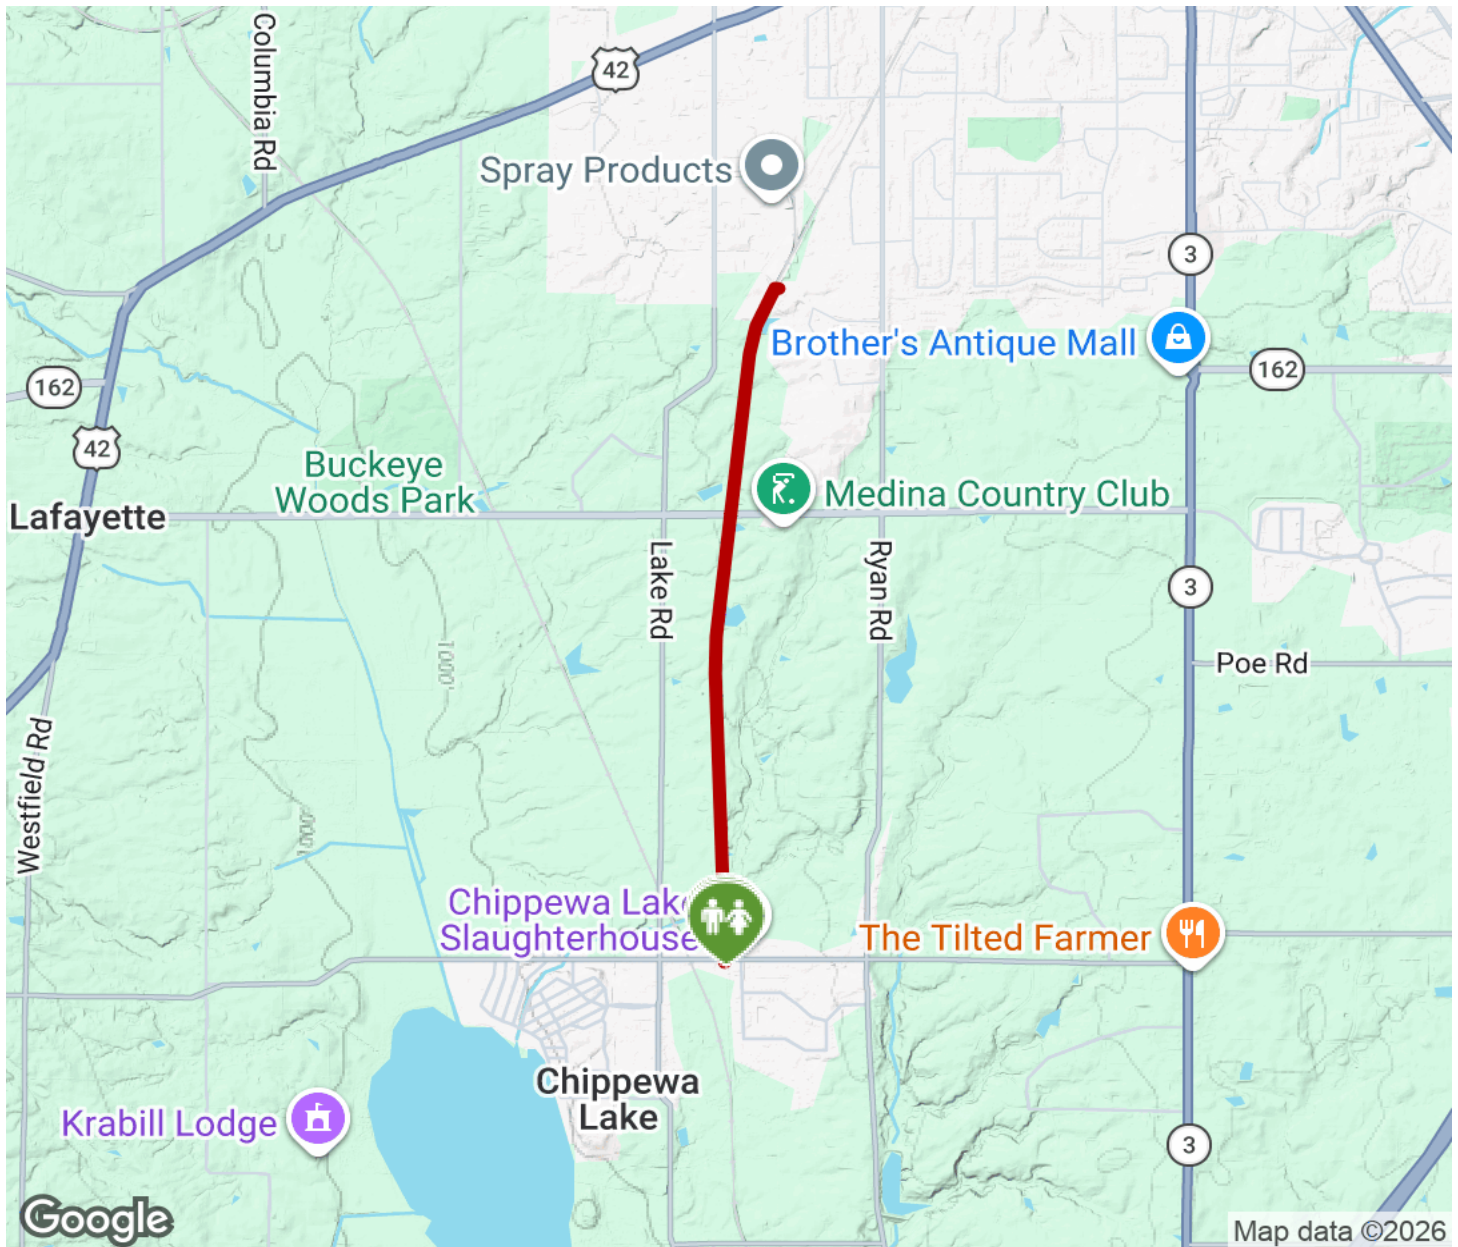 Columbia Rd
42
Spray Products
3
Brother's Antique Mall
162
162
42
Buckeye
Woods Park
Medina Country Club
Lafayette
Lake Rd
Ryan Rd
3
1000'
Poe Rd
Westfield Rd
1000'
Chippewa Lake
Slaughterhouse
The Tilted Farmer
Chippewa
Lake
Krabill Lodge
3
Google
Map data ©2026